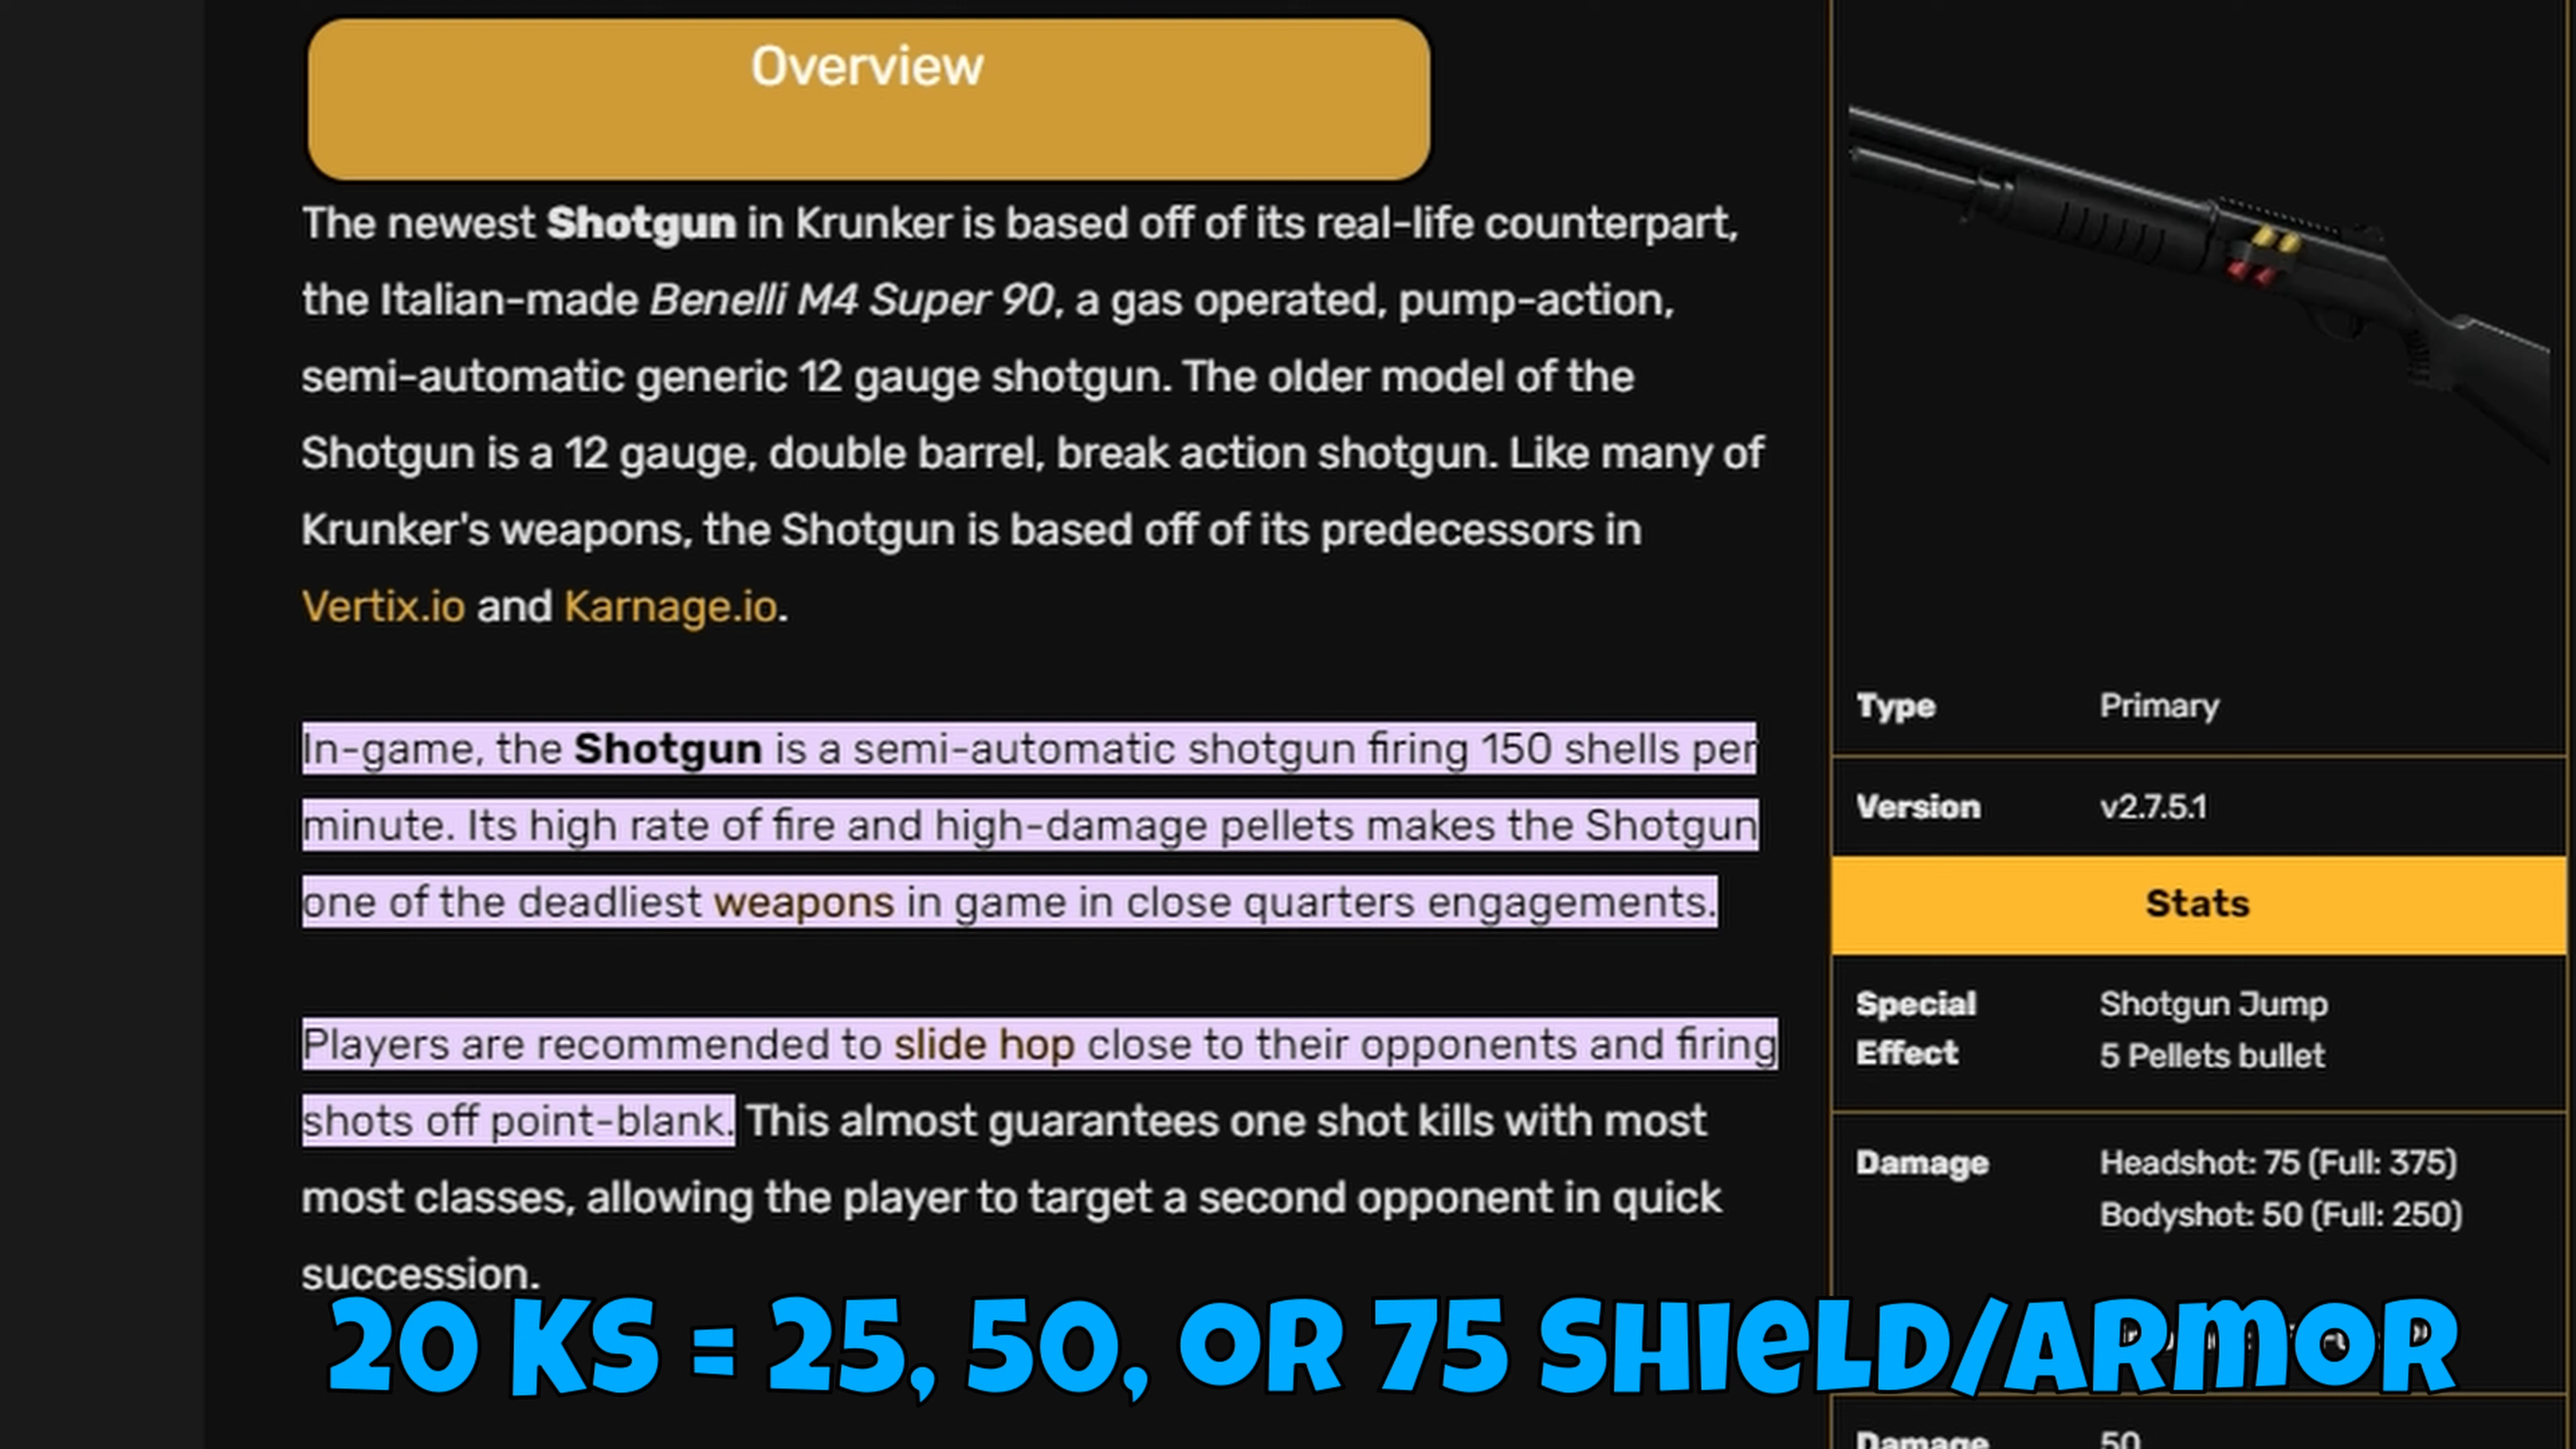 Overview
The newest Shotgun in Krunker is based off of its real-life counterpart,
the Italian-made Benelli M4 Super 90, a gas operated, pump-action,
semi-automatic generic 12 gauge shotgun. The older model of the
Shotgun is a 12 gauge, double barrel, break action shotgun. Like many of
Krunker's weapons, the Shotgun is based off of its predecessors in
Vertix.io and Karnage.io.
In-game, the Shotgun is a semi-automatic shotgun firing 150 shells per
minute. Its high rate of fire and high-damage pellets makes the Shotgun
one of the deadliest weapons in game in close quarters engagements.
Players are recommended to slide hop close to their opponents and firing
shots off point-blank. This almost guarantees one shot kills with most
most classes, allowing the player to target a second opponent in quick
succession.
Type Primary
Version v2.7.5.1
Stats
Special Shotgun Jump
Effect 5 Pellets bullet
Damage Headshot: 75 (Full: 375)
Bodyshot: 50 (Full: 250)
20 KS = 25, 50, OR 75 SHIELD/ARMOR
Damage 50